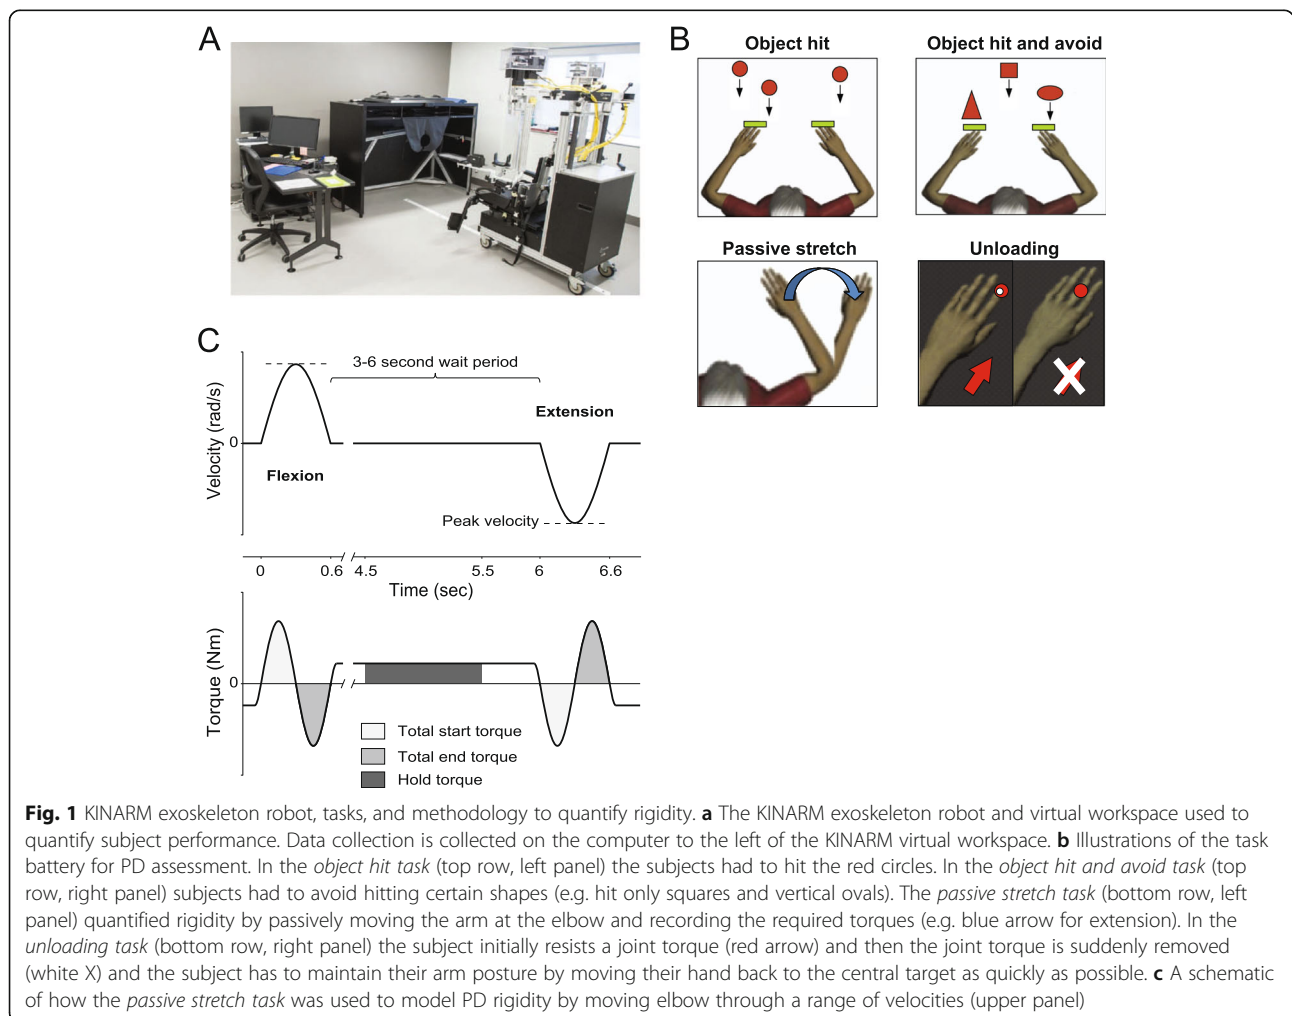 A
B
Object hit
Object hit and avoid
Passive stretch
Unloading
C
3-6 second wait period
Extension
Velocity (rad/s)
0
Flexion
Peak velocity
0 0.6 4.5 5.5 6 6.6
Time (sec)
Torque (Nm)
0
Total start torque
Total end torque
Hold torque
Fig. 1 KINARM exoskeleton robot, tasks, and methodology to quantify rigidity. a The KINARM exoskeleton robot and virtual workspace used to
quantify subject performance. Data collection is collected on the computer to the left of the KINARM virtual workspace. b Illustrations of the task
battery for PD assessment. In the object hit task (top row, left panel) the subjects had to hit the red circles. In the object hit and avoid task (top
row, right panel) subjects had to avoid hitting certain shapes (e.g. hit only squares and vertical ovals). The passive stretch task (bottom row, left
panel) quantified rigidity by passively moving the arm at the elbow and recording the required torques (e.g. blue arrow for extension). In the
unloading task (bottom row, right panel) the subject initially resists a joint torque (red arrow) and then the joint torque is suddenly removed
(white X) and the subject has to maintain their arm posture by moving their hand back to the central target as quickly as possible. c A schematic
of how the passive stretch task was used to model PD rigidity by moving elbow through a range of velocities (upper panel)